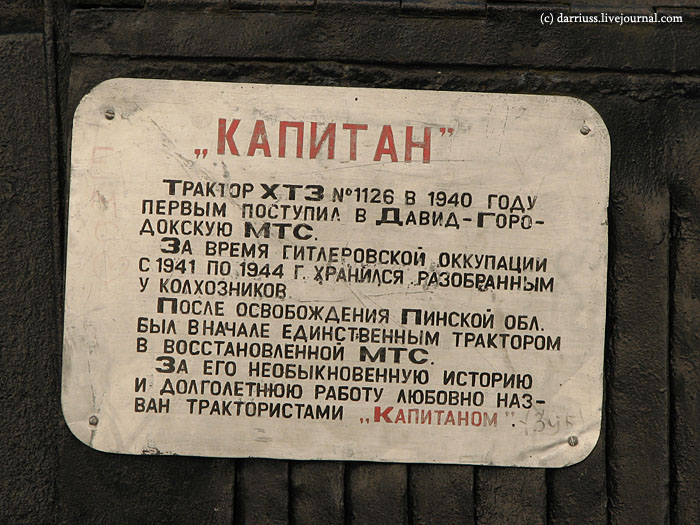 (c) darriuss.livejournal.com
„КАПИТАН”
ТРАКТОР ХТЗ №1126 В 1940 ГОДУ
ПЕРВЫМ ПОСТУПИЛ В ДАВИД-ГОРО-
ДОКСКУЮ МТС.
ЗА ВРЕМЯ ГИТЛЕРОВСКОЙ ОККУПАЦИИ
С 1941 ПО 1944 Г. ХРАНИЛСЯ РАЗОБРАННЫМ
У КОЛХОЗНИКОВ
ПОСЛЕ ОСВОБОЖДЕНИЯ ПИНСКОЙ ОБЛ.
БЫЛ ВНАЧАЛЕ ЕДИНСТВЕННЫМ ТРАКТОРОМ
В ВОССТАНОВЛЕННОЙ МТС.
ЗА ЕГО НЕОБЫКНОВЕННУЮ ИСТОРИЮ
И ДОЛГОЛЕТНЮЮ РАБОТУ ЛЮБОВНО НАЗ-
ВАН ТРАКТОРИСТАМИ „КАПИТАНОМ”.